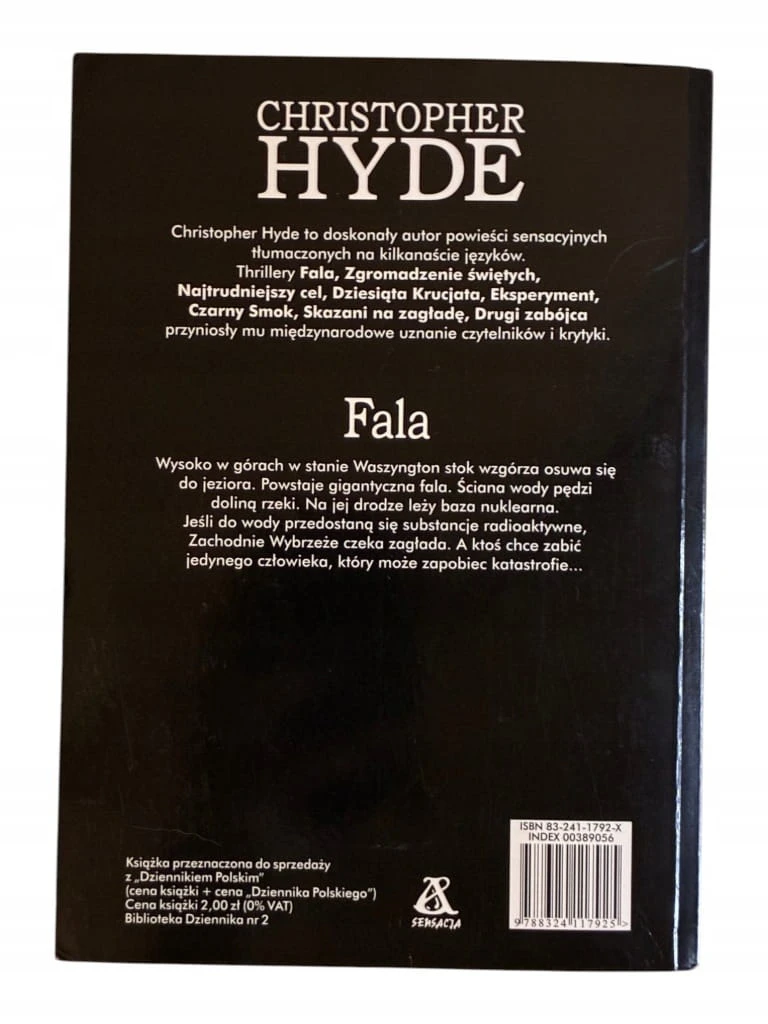 CHRISTOPHER
HYDE
Christopher Hyde to doskonały autor powieści sensacyjnych
tłumaczonych na kilkanaście języków.
Thrillery Fala, Zgromadzenie świętych,
Najtrudniejszy cel, Dziesiąta Krucjata, Eksperyment,
Czarny Smok, Skazani na zagładę, Drugi zabójca
przyniosły mu międzynarodowe uznanie czytelników i krytyki.
Fala
Wysoko w górach w stanie Waszyngton stok wzgórza osuwa się
do jeziora. Powstaje gigantyczna fala. Ściana wody pędzi
doliną rzeki. Na jej drodze leży baza nuklearna.
Jeśli do wody przedostaną się substancje radioaktywne,
Zachodnie Wybrzeże czeka zagłada. A ktoś chce zabić
jedynego człowieka, który może zapobiec katastrofie...
Książka przeznaczona do sprzedaży
z „Dziennikiem Polskim"
(cena książki + cena „Dziennika Polskiego")
Cena książki 2,00 zł (0% VAT)
Biblioteka Dziennika nr 2
SENSACJA
ISBN 83-241-1792-X
INDEX 00389056
9788324117925>